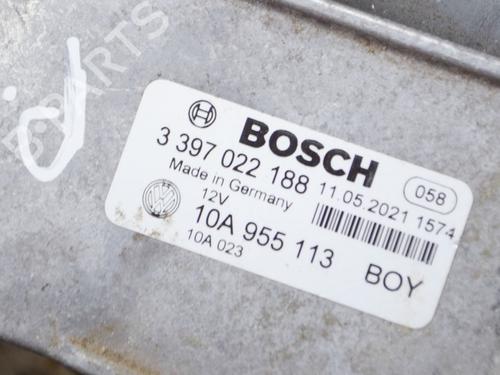 BOSCH
3 397 022 188 11.05.2021 1574
058
Made in Germany
12V
10A 955 113
10A 023
BOY
B-PARTS